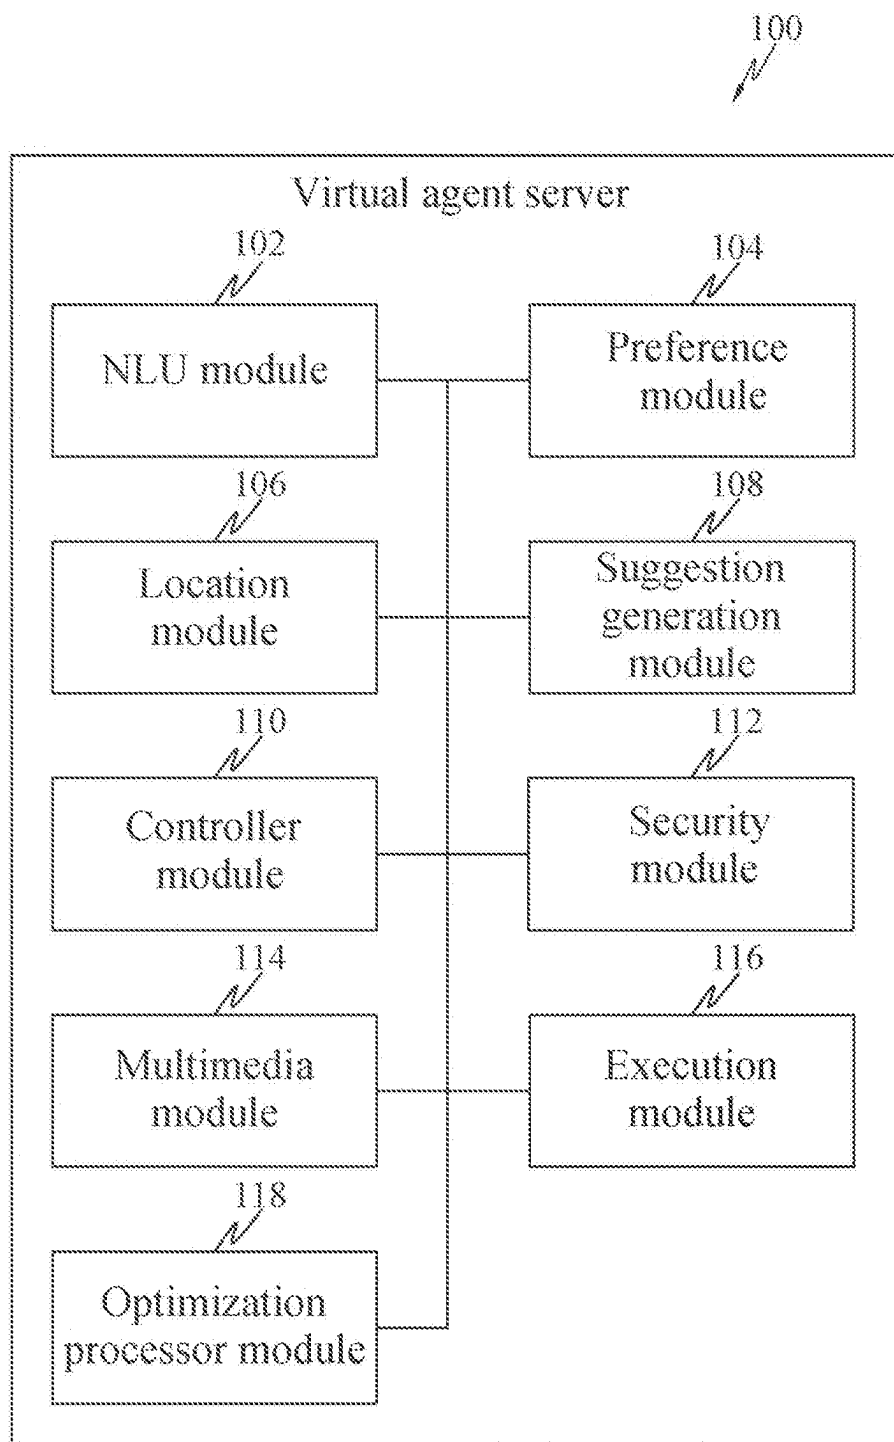 100
Virtual agent server
102
104
NLU module
Preference
module
106
108
Location
module
Suggestion
generation
module
110
112
Controller
module
Security
module
114
116
Multimedia
module
Execution
module
118
Optimization
processor module